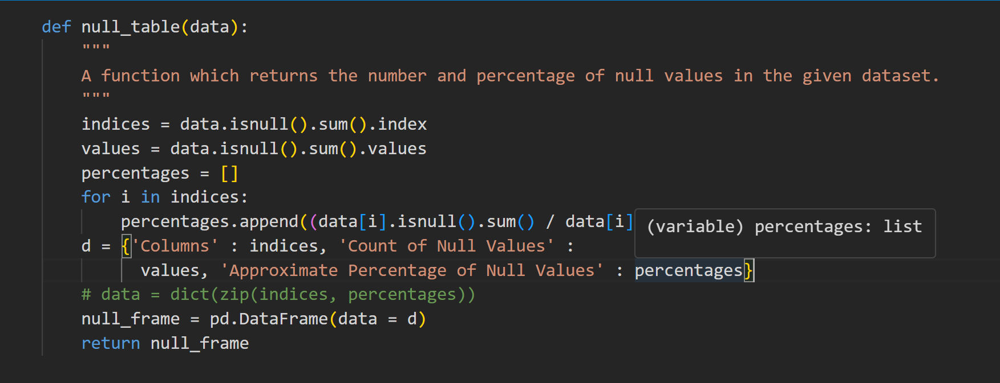 def null_table(data):
"""
A function which returns the number and percentage of null values in the given dataset.
"""
indices = data.isnull().sum().index
values = data.isnull().sum().values
percentages = []
for i in indices:
percentages.append((data[i].isnull().sum() / data[i]
(variable) percentages: list
d = {'Columns' : indices, 'Count of Null Values' :
values, 'Approximate Percentage of Null Values' : percentages}
# data = dict(zip(indices, percentages))
null_frame = pd.DataFrame(data = d)
return null_frame